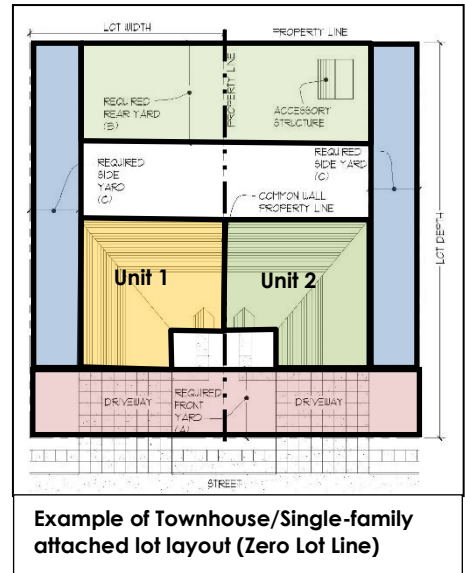 LOT WIDTH
PROPERTY LINE
PROPERTY LINE
REQUIRED
REAR YARD
(B)
ACCESSORY
STRUCTURE
REQUIRED
SIDE
YARD
(C)
REQUIRED
SIDE YARD
(C)
COMMON WALL
PROPERTY LINE
LOT DEPTH
Unit 1
Unit 2
DRIVEWAY
REQUIRED
FRONT
YARD
(A)
DRIVEWAY
STREET
Example of Townhouse/Single-family
attached lot layout (Zero Lot Line)